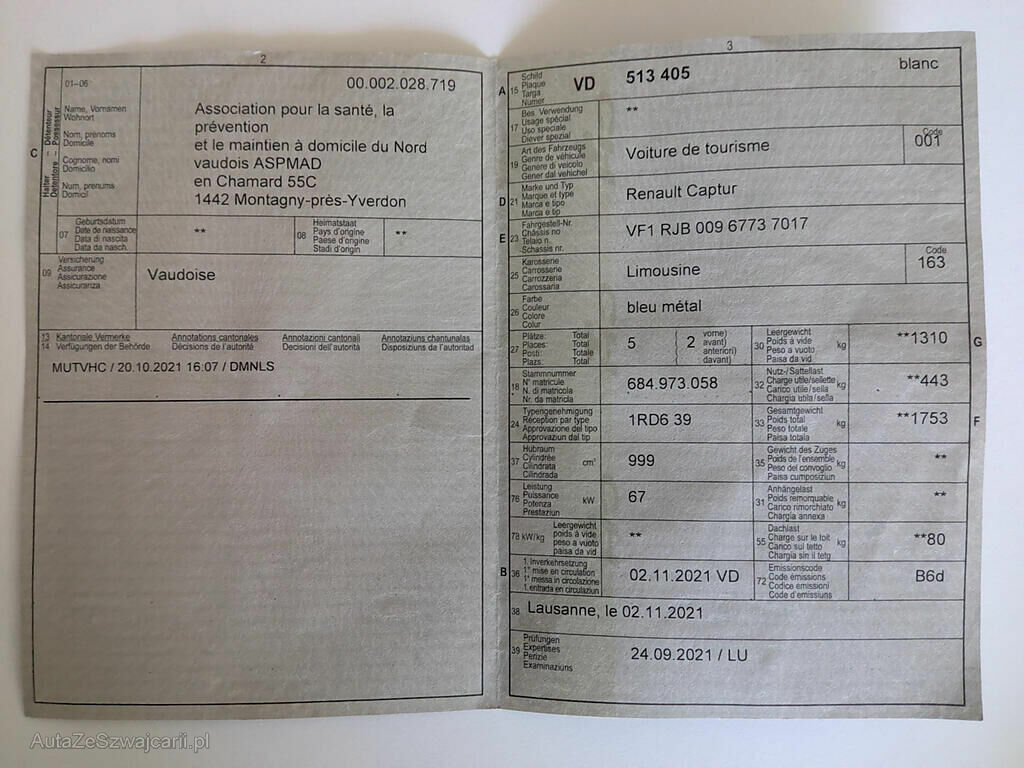 2
01–06
00.002.028.719
C
Halter Détenteur
Detentore Possessur
Name, Vornamen
Wohnort
Nom, prénoms
Domicile
Cognome, nomi
Domicilio
Num, prenums
Domicil
Association pour la santé, la
prévention
et le maintien à domicile du Nord
vaudois ASPMAD
en Chamard 55C
1442 Montagny-près-Yverdon
07
Geburtsdatum
Date de naissance
Data di nascita
Data da nasch.
**
08
Heimatstaat
Pays d'origine
Paese d'origine
Stadi d'origin
**
09
Versicherung
Assurance
Assicurazione
Assicuranza
Vaudoise
13 Kantonale Vermerke Annotations cantonales Annotazioni cantonali Annotaziuns chantunalas
14 Verfügungen der Behörde Décisions de l'autorité Decisioni dell'autorità Disposiziuns da l'autoritad
MUTVHC / 20.10.2021 16:07 / DMNLS
3
A 15
Schild
Plaque
Targa
Numer
VD 513 405 blanc
17
Bes. Verwendung
Usage spécial
Uso speciale
Diever spezial
**
19
Art des Fahrzeugs
Genre de véhicule
Genere di veicolo
Gener dal vehichel
Voiture de tourisme
Code
001
D 21
Marke und Typ
Marque et type
Marca e tipo
Marca e tip
Renault Captur
E 23
Fahrgestell-Nr.
Châssis no
Telaio n.
Schassis nr.
VF1 RJB 009 6773 7017
25
Karosserie
Carrosserie
Carrozzeria
Carossaria
Limousine
Code
163
26
Farbe
Couleur
Colore
Colur
bleu métal
27
Plätze: Total
Places: Total
Posti: Totale
Plazs: Total
5
2
vorne)
avant)
anteriori)
davant)
30
Leergewicht
Poids à vide
Peso a vuoto
Paisa da vid
kg
**1310
G
18
Stammnummer
N° matricule
N. di matricola
Nr. da matricla
684.973.058
32
Nutz-/Sattellast
Charge utile/sellette
Carico utile/sella
Chargia utila/sella
kg
**443
24
Typengenehmigung
Réception par type
Approvazione del tipo
Approvaziun dal tip
1RD6 39
33
Gesamtgewicht
Poids total
Peso totale
Paisa totala
kg
**1753
F
37
Hubraum
Cylindrée
Cilindrata
Cilindrada
cm³
999
35
Gewicht des Zuges
Poids de l'ensemble
Peso del convoglio
Paisa cumposiziun
kg
**
76
Leistung
Puissance
Potenza
Prestaziun
kW
67
31
Anhängelast
Poids remorquable
Carico rimorchiato
Chargia annexa
kg
**
78 kW/kg
Leergewicht
poids à vide
peso a vuoto
paisa da vid
**
55
Dachlast
Charge sur le toit
Carico sul tetto
Chargia sin il tetg
kg
**80
B 36
1. Inverkehrsetzung
1re mise en circulation
1a messa in circolazione
1. entrada en circulaziun
02.11.2021 VD
72
Emissionscode
Code émissions
Codice emissioni
Code d'emissiuns
B6d
38 Lausanne, le 02.11.2021
39
Prüfungen
Expertises
Perizie
Examinaziuns
24.09.2021 / LU
AutaZeSzwajcarii.pl